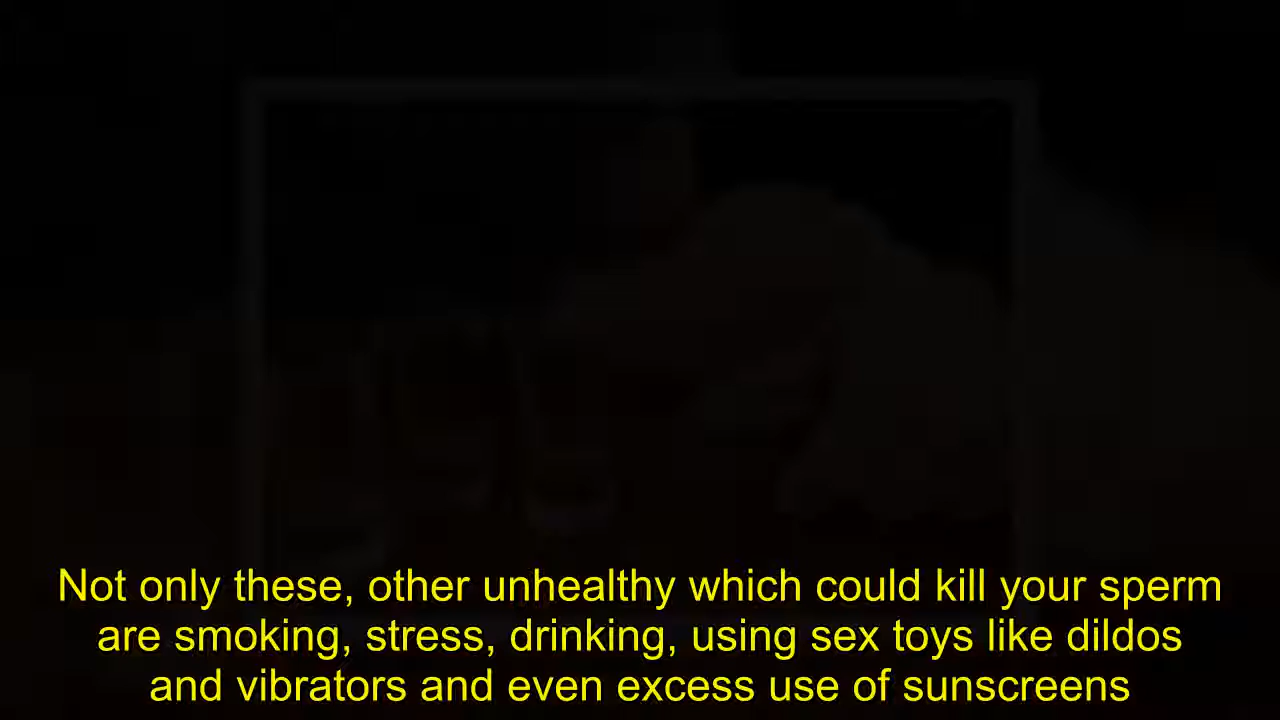 Not only these, other unhealthy which could kill your sperm
are smoking, stress, drinking, using sex toys like dildos
and vibrators and even excess use of sunscreens